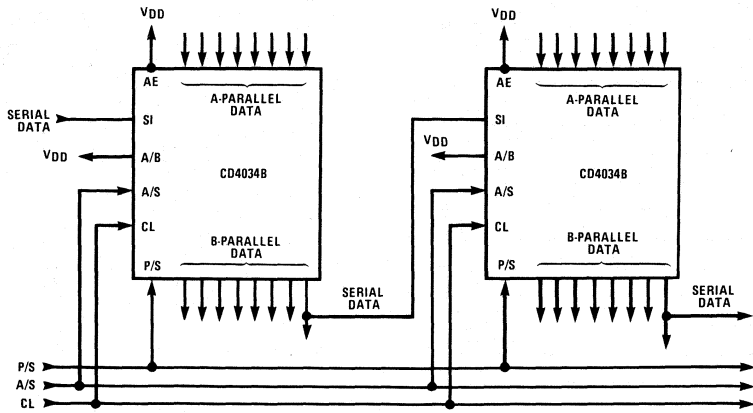 VDD
VDD
AE
A-PARALLEL
DATA
AE
A-PARALLEL
DATA
SERIAL
DATA
SI
SI
VDD
A/B
CD4034B
VDD
A/B
CD4034B
A/S
A/S
CL
CL
B-PARALLEL
DATA
B-PARALLEL
DATA
P/S
P/S
SERIAL
DATA
SERIAL
DATA
P/S
A/S
CL